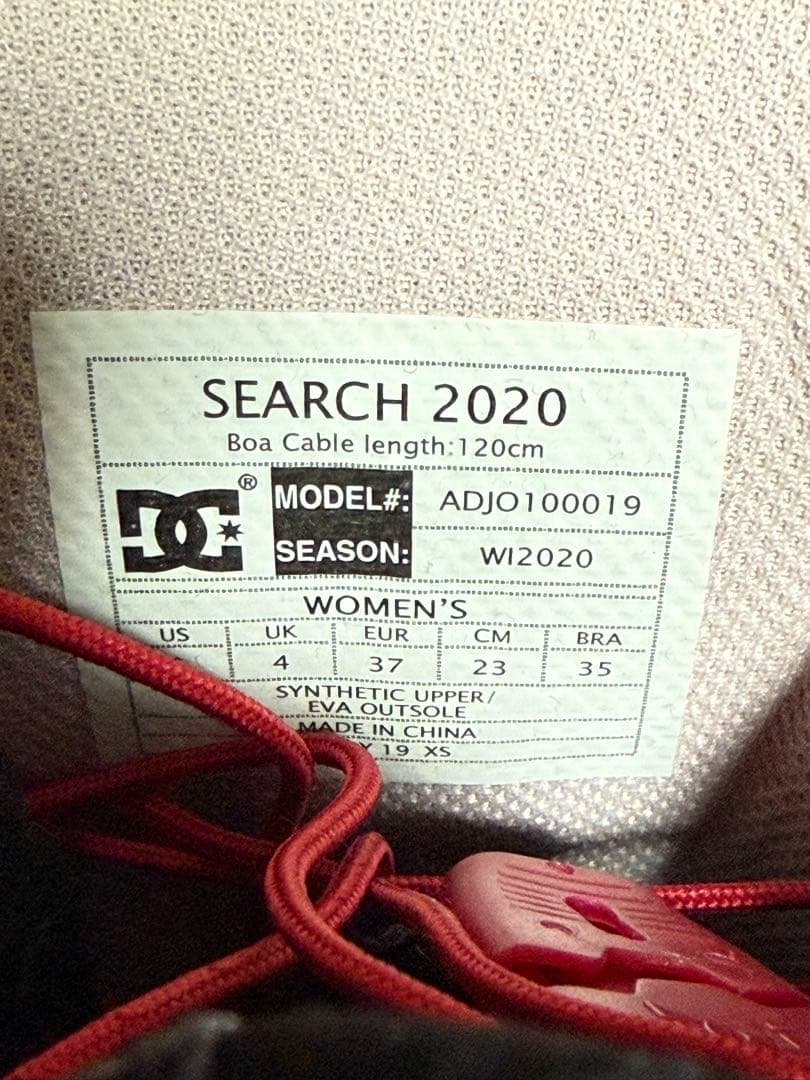 SEARCH 2020
Boa Cable length:120cm
DC ®
MODEL#: ADJO100019
SEASON: WI2020
WOMEN'S
US UK EUR CM BRA
4 37 23 35
SYNTHETIC UPPER/
EVA OUTSOLE
MADE IN CHINA
19 XS